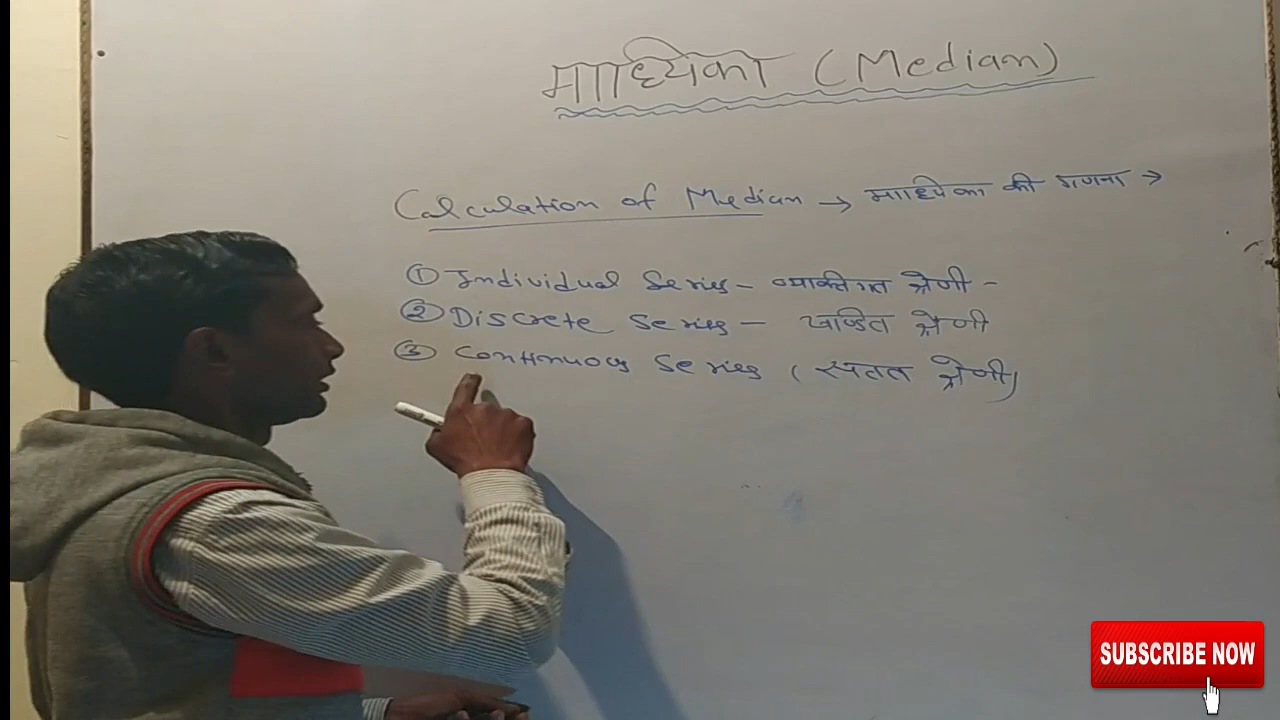 माध्यिका (Median)
Calculation of Median → माध्यिका की गणना →
① Individual Series - व्याक्तिगत श्रेणी -
② Discrete Series - खण्डित श्रेणी
③ Continuous Series (सतत श्रेणी)
SUBSCRIBE NOW